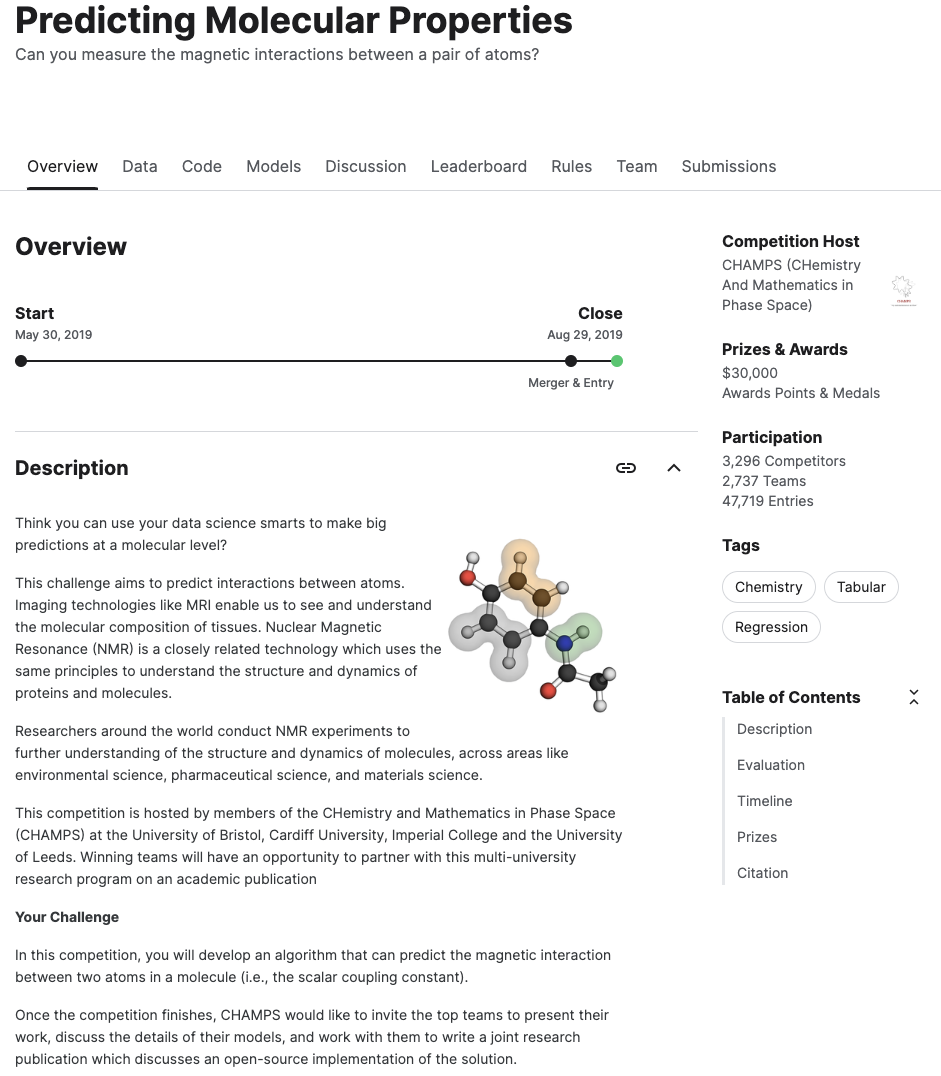 Predicting Molecular Properties
Can you measure the magnetic interactions between a pair of atoms?
Overview Data Code Models Discussion Leaderboard Rules Team Submissions
Overview
Start
May 30, 2019
Close
Aug 29, 2019
Merger & Entry
Description
Think you can use your data science smarts to make big
predictions at a molecular level?
This challenge aims to predict interactions between atoms.
Imaging technologies like MRI enable us to see and understand
the molecular composition of tissues. Nuclear Magnetic
Resonance (NMR) is a closely related technology which uses the
same principles to understand the structure and dynamics of
proteins and molecules.
Researchers around the world conduct NMR experiments to
further understanding of the structure and dynamics of molecules, across areas like
environmental science, pharmaceutical science, and materials science.
This competition is hosted by members of the CHemistry and Mathematics in Phase Space
(CHAMPS) at the University of Bristol, Cardiff University, Imperial College and the University
of Leeds. Winning teams will have an opportunity to partner with this multi-university
research program on an academic publication
Your Challenge
In this competition, you will develop an algorithm that can predict the magnetic interaction
between two atoms in a molecule (i.e., the scalar coupling constant).
Once the competition finishes, CHAMPS would like to invite the top teams to present their
work, discuss the details of their models, and work with them to write a joint research
publication which discusses an open-source implementation of the solution.
Competition Host
CHAMPS (CHemistry
And Mathematics in
Phase Space)
Prizes & Awards
$30,000
Awards Points & Medals
Participation
3,296 Competitors
2,737 Teams
47,719 Entries
Tags
Chemistry
Tabular
Regression
Table of Contents
Description
Evaluation
Timeline
Prizes
Citation